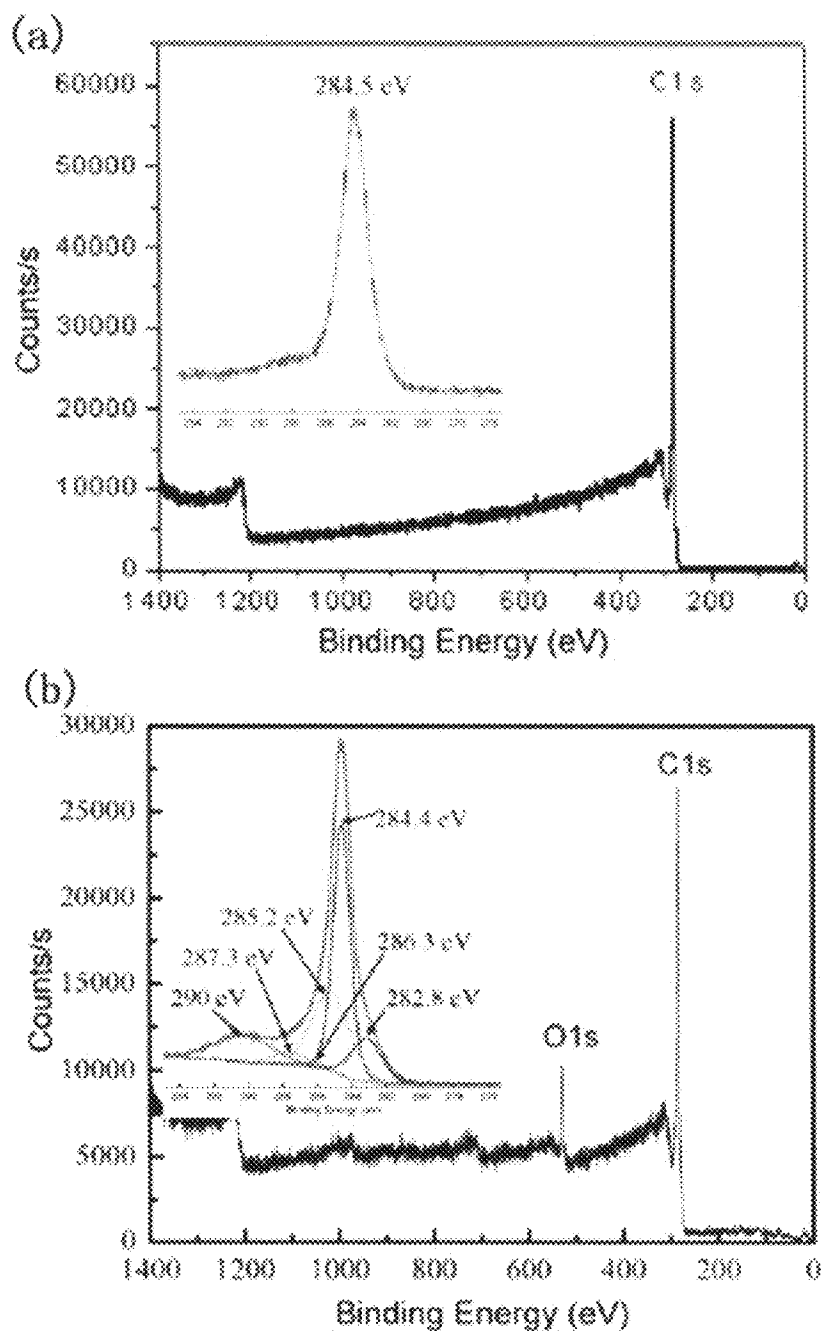 (a)
60000
50000
40000
30000
20000
10000
0
Counts/s
284.5 eV
C1s
1400 1200 1000 800 600 400 200 0
Binding Energy (eV)
(b)
30000
25000
20000
15000
10000
5000
0
Counts/s
C1s
284.4 eV
285.2 eV
286.3 eV
287.3 eV
282.8 eV
290 eV
O1s
1400 1200 1000 800 600 400 200 0
Binding Energy (eV)